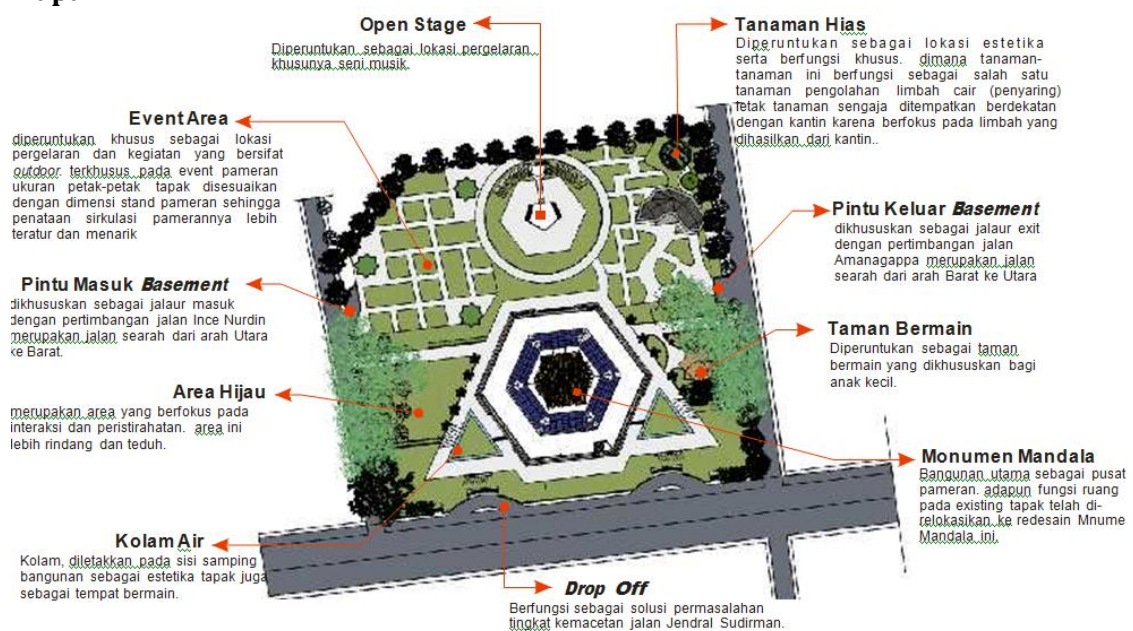 Open Stage
Diperuntukan sebagai lokasi pergelaran
khusunya seni musik.
Tanaman Hias
Diperuntukan sebagai lokasi estetika
serta berfungsi khusus. dimana tanaman-
tanaman ini berfungsi sebagai salah satu
tanaman pengolahan limbah cair (penyaring)
letak tanaman sengaja ditempatkan berdekatan
dengan kantin karena berfokus pada limbah yang
dihasilkan dari kantin..
Event Area
diperuntukan khusus sebagai lokasi
pergelaran dan kegiatan yang bersifat
outdoor. terkhusus pada event pameran
ukuran petak-petak tapak disesuaikan
dengan dimensi stand pameran sehingga
penataan sirkulasi pamerannya lebih
teratur dan menarik
Pintu Keluar Basement
dikhususkan sebagai jalaur exit
dengan pertimbangan jalan
Amanagappa merupakan jalan
searah dari arah Barat ke Utara
Pintu Masuk Basement
dikhususkan sebagai jalaur masuk
dengan pertimbangan jalan Ince Nurdin
merupakan jalan searah dari arah Utara
ke Barat.
Taman Bermain
Diperuntukan sebagai taman
bermain yang dikhususkan bagi
anak kecil.
Area Hijau
merupakan area yang berfokus pada
interaksi dan peristirahatan. area ini
lebih rindang dan teduh.
Monumen Mandala
Bangunan utama sebagai pusat
pameran. adapun fungsi ruang
pada existing tapak telah di-
relokasikan ke redesain Mnume
Mandala ini.
Kolam Air
Kolam, diletakkan pada sisi samping
bangunan sebagai estetika tapak juga
sebagai tempat bermain.
Drop Off
Berfungsi sebagai solusi permasalahan
tingkat kemacetan jalan Jendral Sudirman.